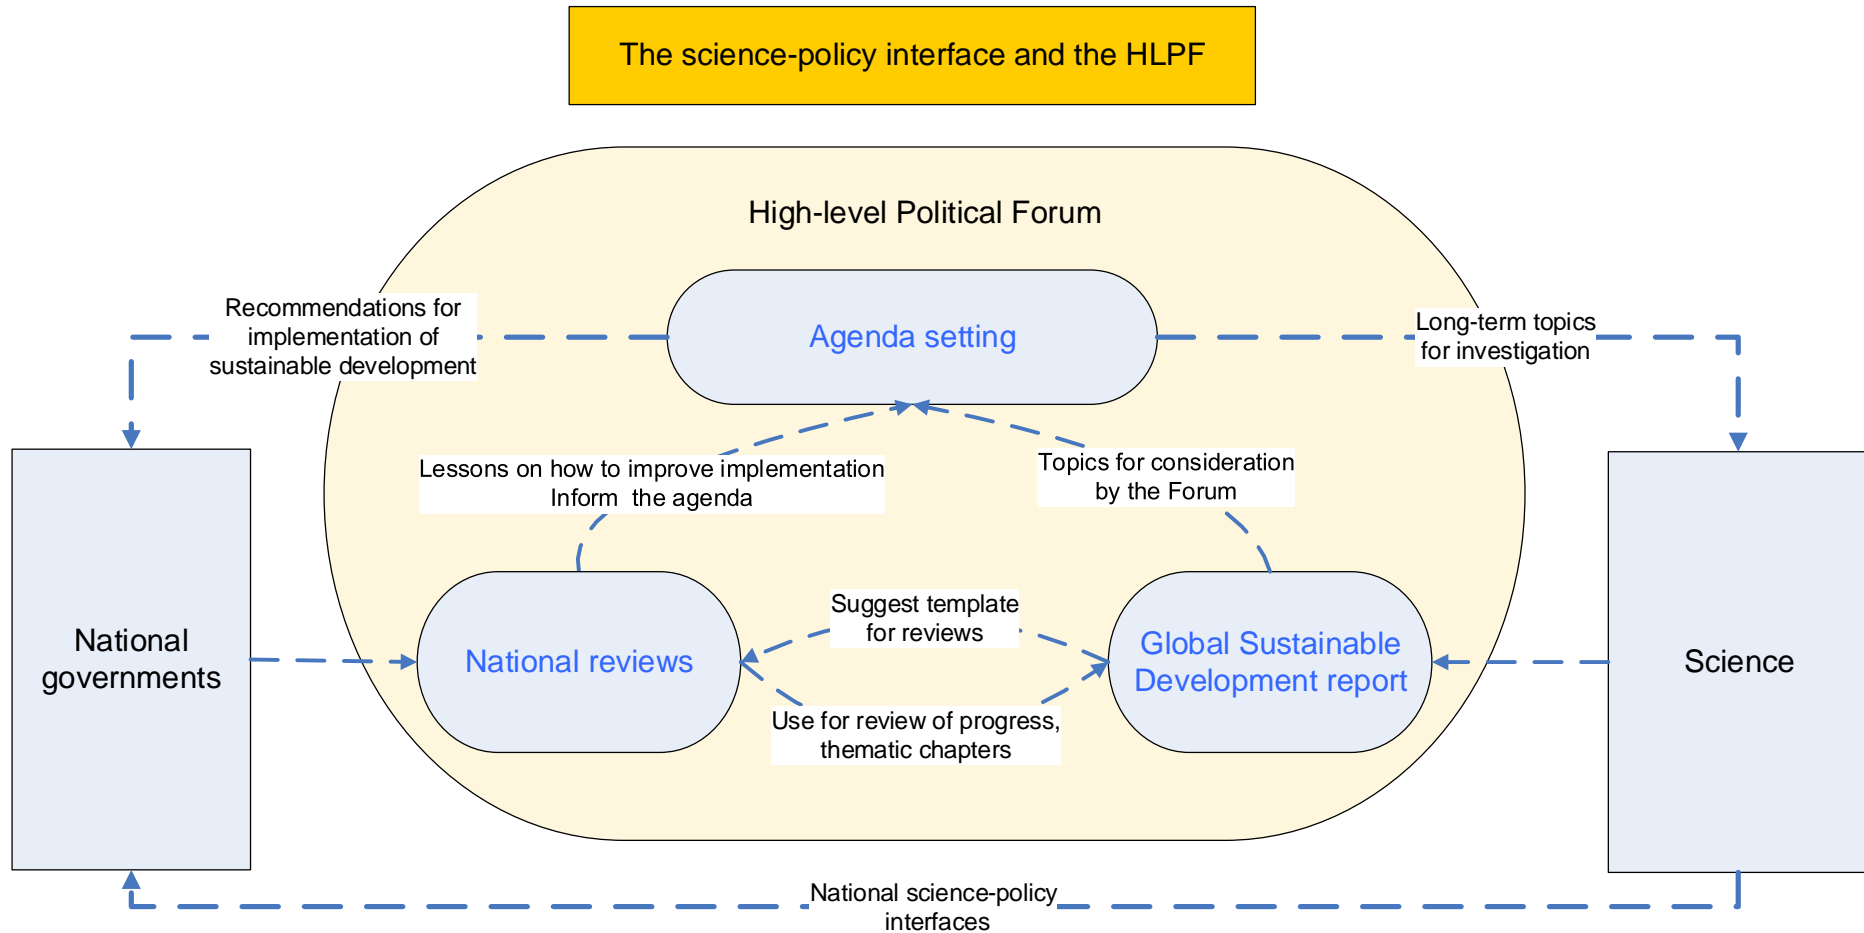 The science-policy interface and the HLPF
High-level Political Forum
Recommendations for
implementation of
sustainable development
Agenda setting
Long-term topics
for investigation
Lessons on how to improve implementation
Inform  the agenda
Topics for consideration
by the Forum
National
governments
National reviews
Suggest template
for reviews
Use for review of progress,
thematic chapters
Global Sustainable
Development report
Science
National science-policy
interfaces